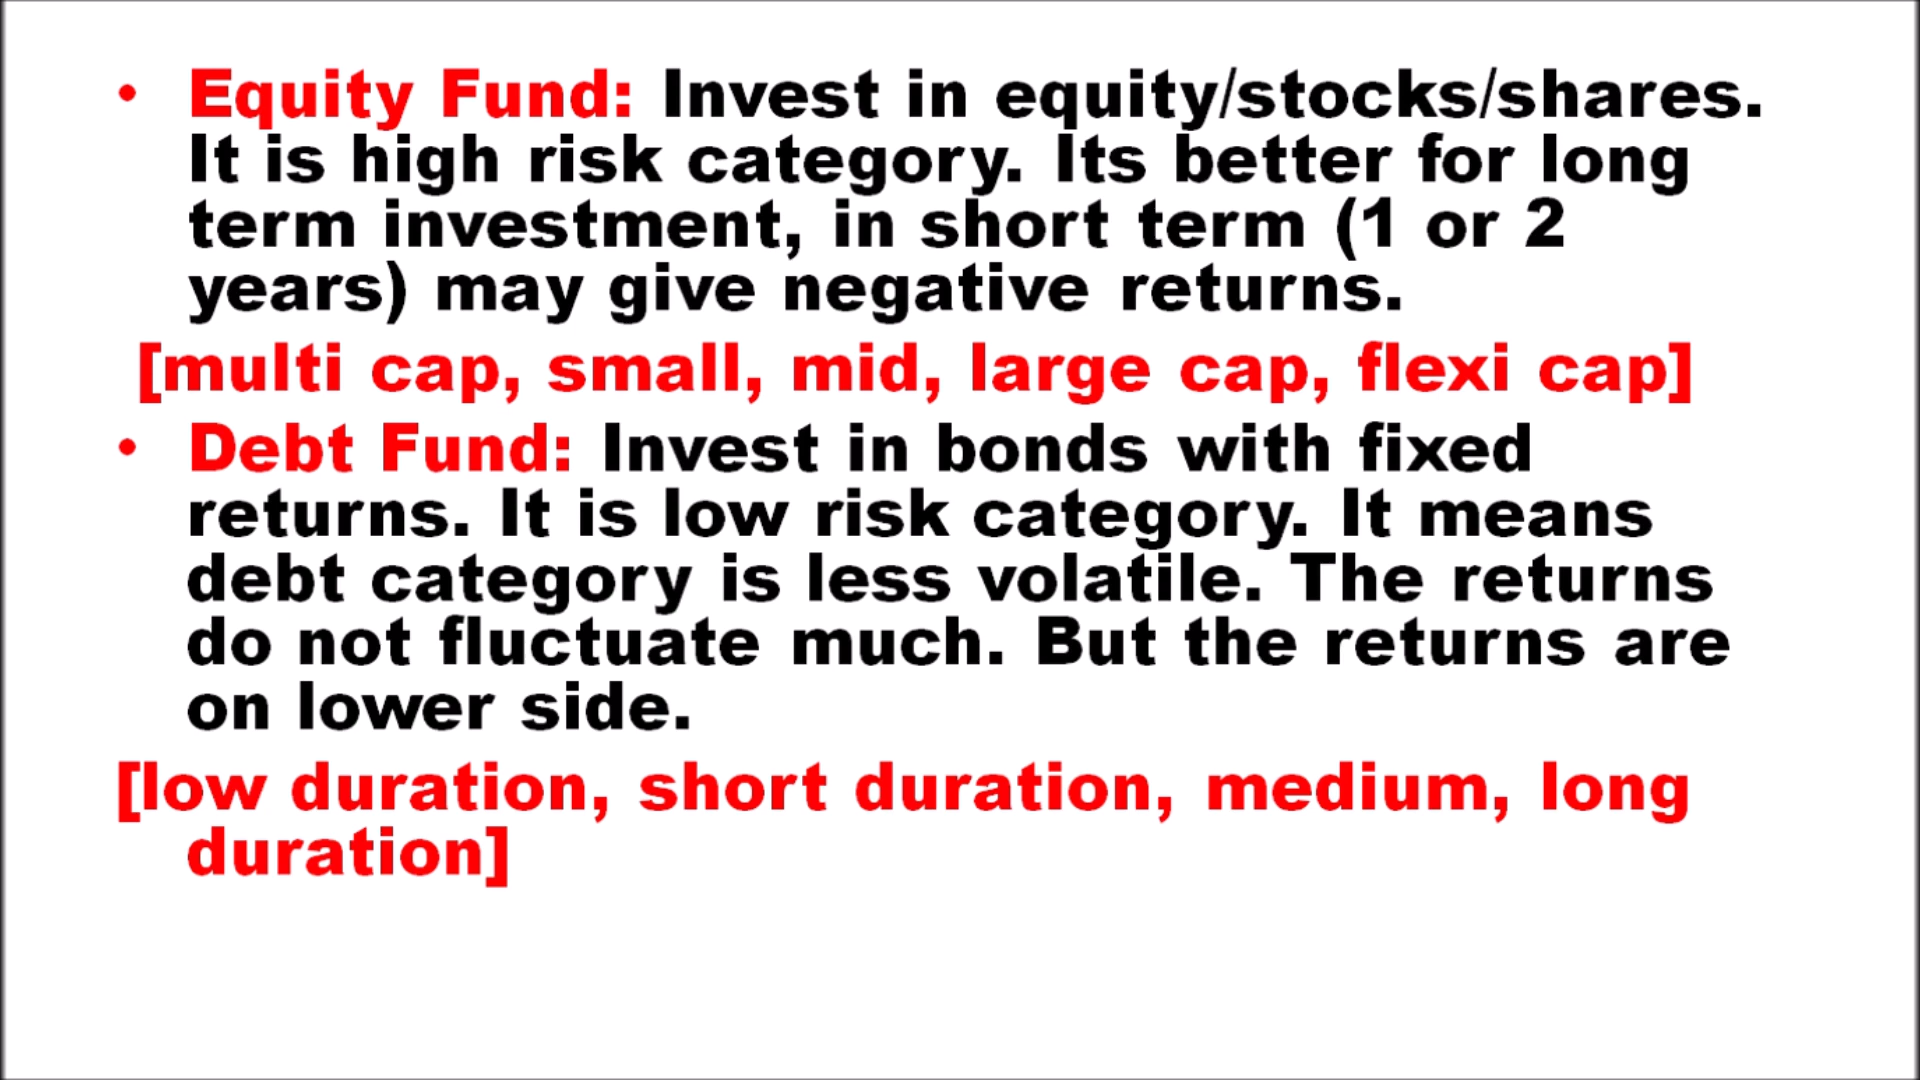 • Equity Fund: Invest in equity/stocks/shares.
It is high risk category. Its better for long
term investment, in short term (1 or 2
years) may give negative returns.
[multi cap, small, mid, large cap, flexi cap]
• Debt Fund: Invest in bonds with fixed
returns. It is low risk category. It means
debt category is less volatile. The returns
do not fluctuate much. But the returns are
on lower side.
[low duration, short duration, medium, long
duration]